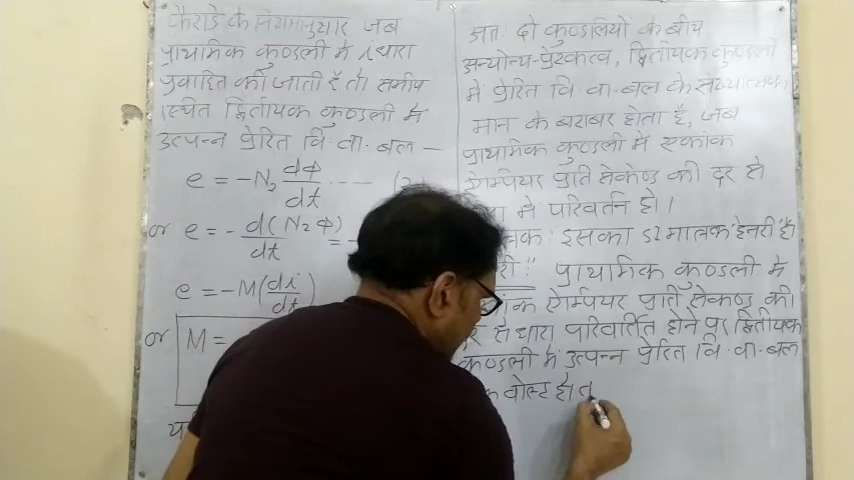 फैराडे के नियमानुसार जब
प्राथमिक कुण्डली में i धारा
प्रवाहित की जाती है तो समीप
स्थित द्वितीयक कुण्डली में
उत्पन्न प्रेरित वि. वा. बल —
e = -N₂ dΦ/dt ----
or e = - d(N₂Φ)/dt = -
e = -M(di/dt)
or M = -
अतः दो कुण्डलियों के बीच
अन्योन्य-प्रेरकत्व, द्वितीयक कुण्डली
में प्रेरित वि. वा. बल के संख्यात्मक
मान के बराबर होता है, जब
प्राथमिक कुण्डली में एकांक
ऐम्पियर प्रति सेकेण्ड की दर से
में परिवर्तन हो।
इसका SI मात्रक "हेनरी" है।
प्राथमिक कुण्डली में
ऐम्पियर प्रति सेकण्ड की
से धारा परिवर्तित होने पर द्वितीयक
कुण्डली में उत्पन्न प्रेरित वि. वा. बल
वोल्ट हो त